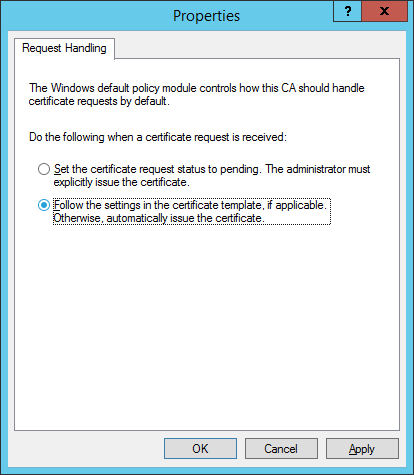 Properties
?
x
Request Handling
The Windows default policy module controls how this CA should handle
certificate requests by default.
Do the following when a certificate request is received:
Set the certificate request status to pending. The administrator must
explicitly issue the certificate.
Follow the settings in the certificate template, if applicable.
Otherwise, automatically issue the certificate.
OK
Cancel
Apply